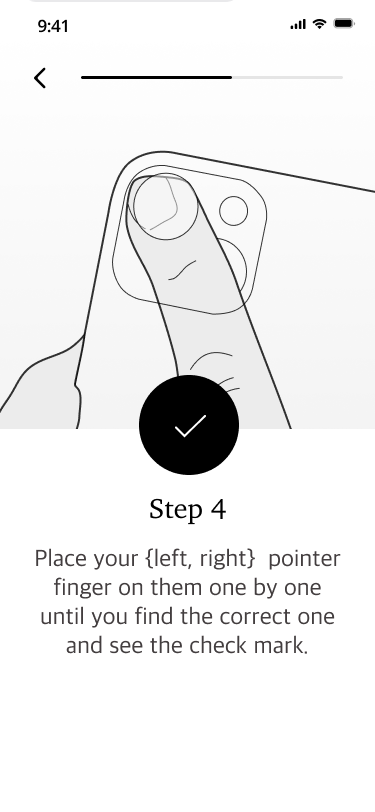 9:41
Step 4
Place your {left, right}  pointer
finger on them one by one
until you find the correct one
and see the check mark.